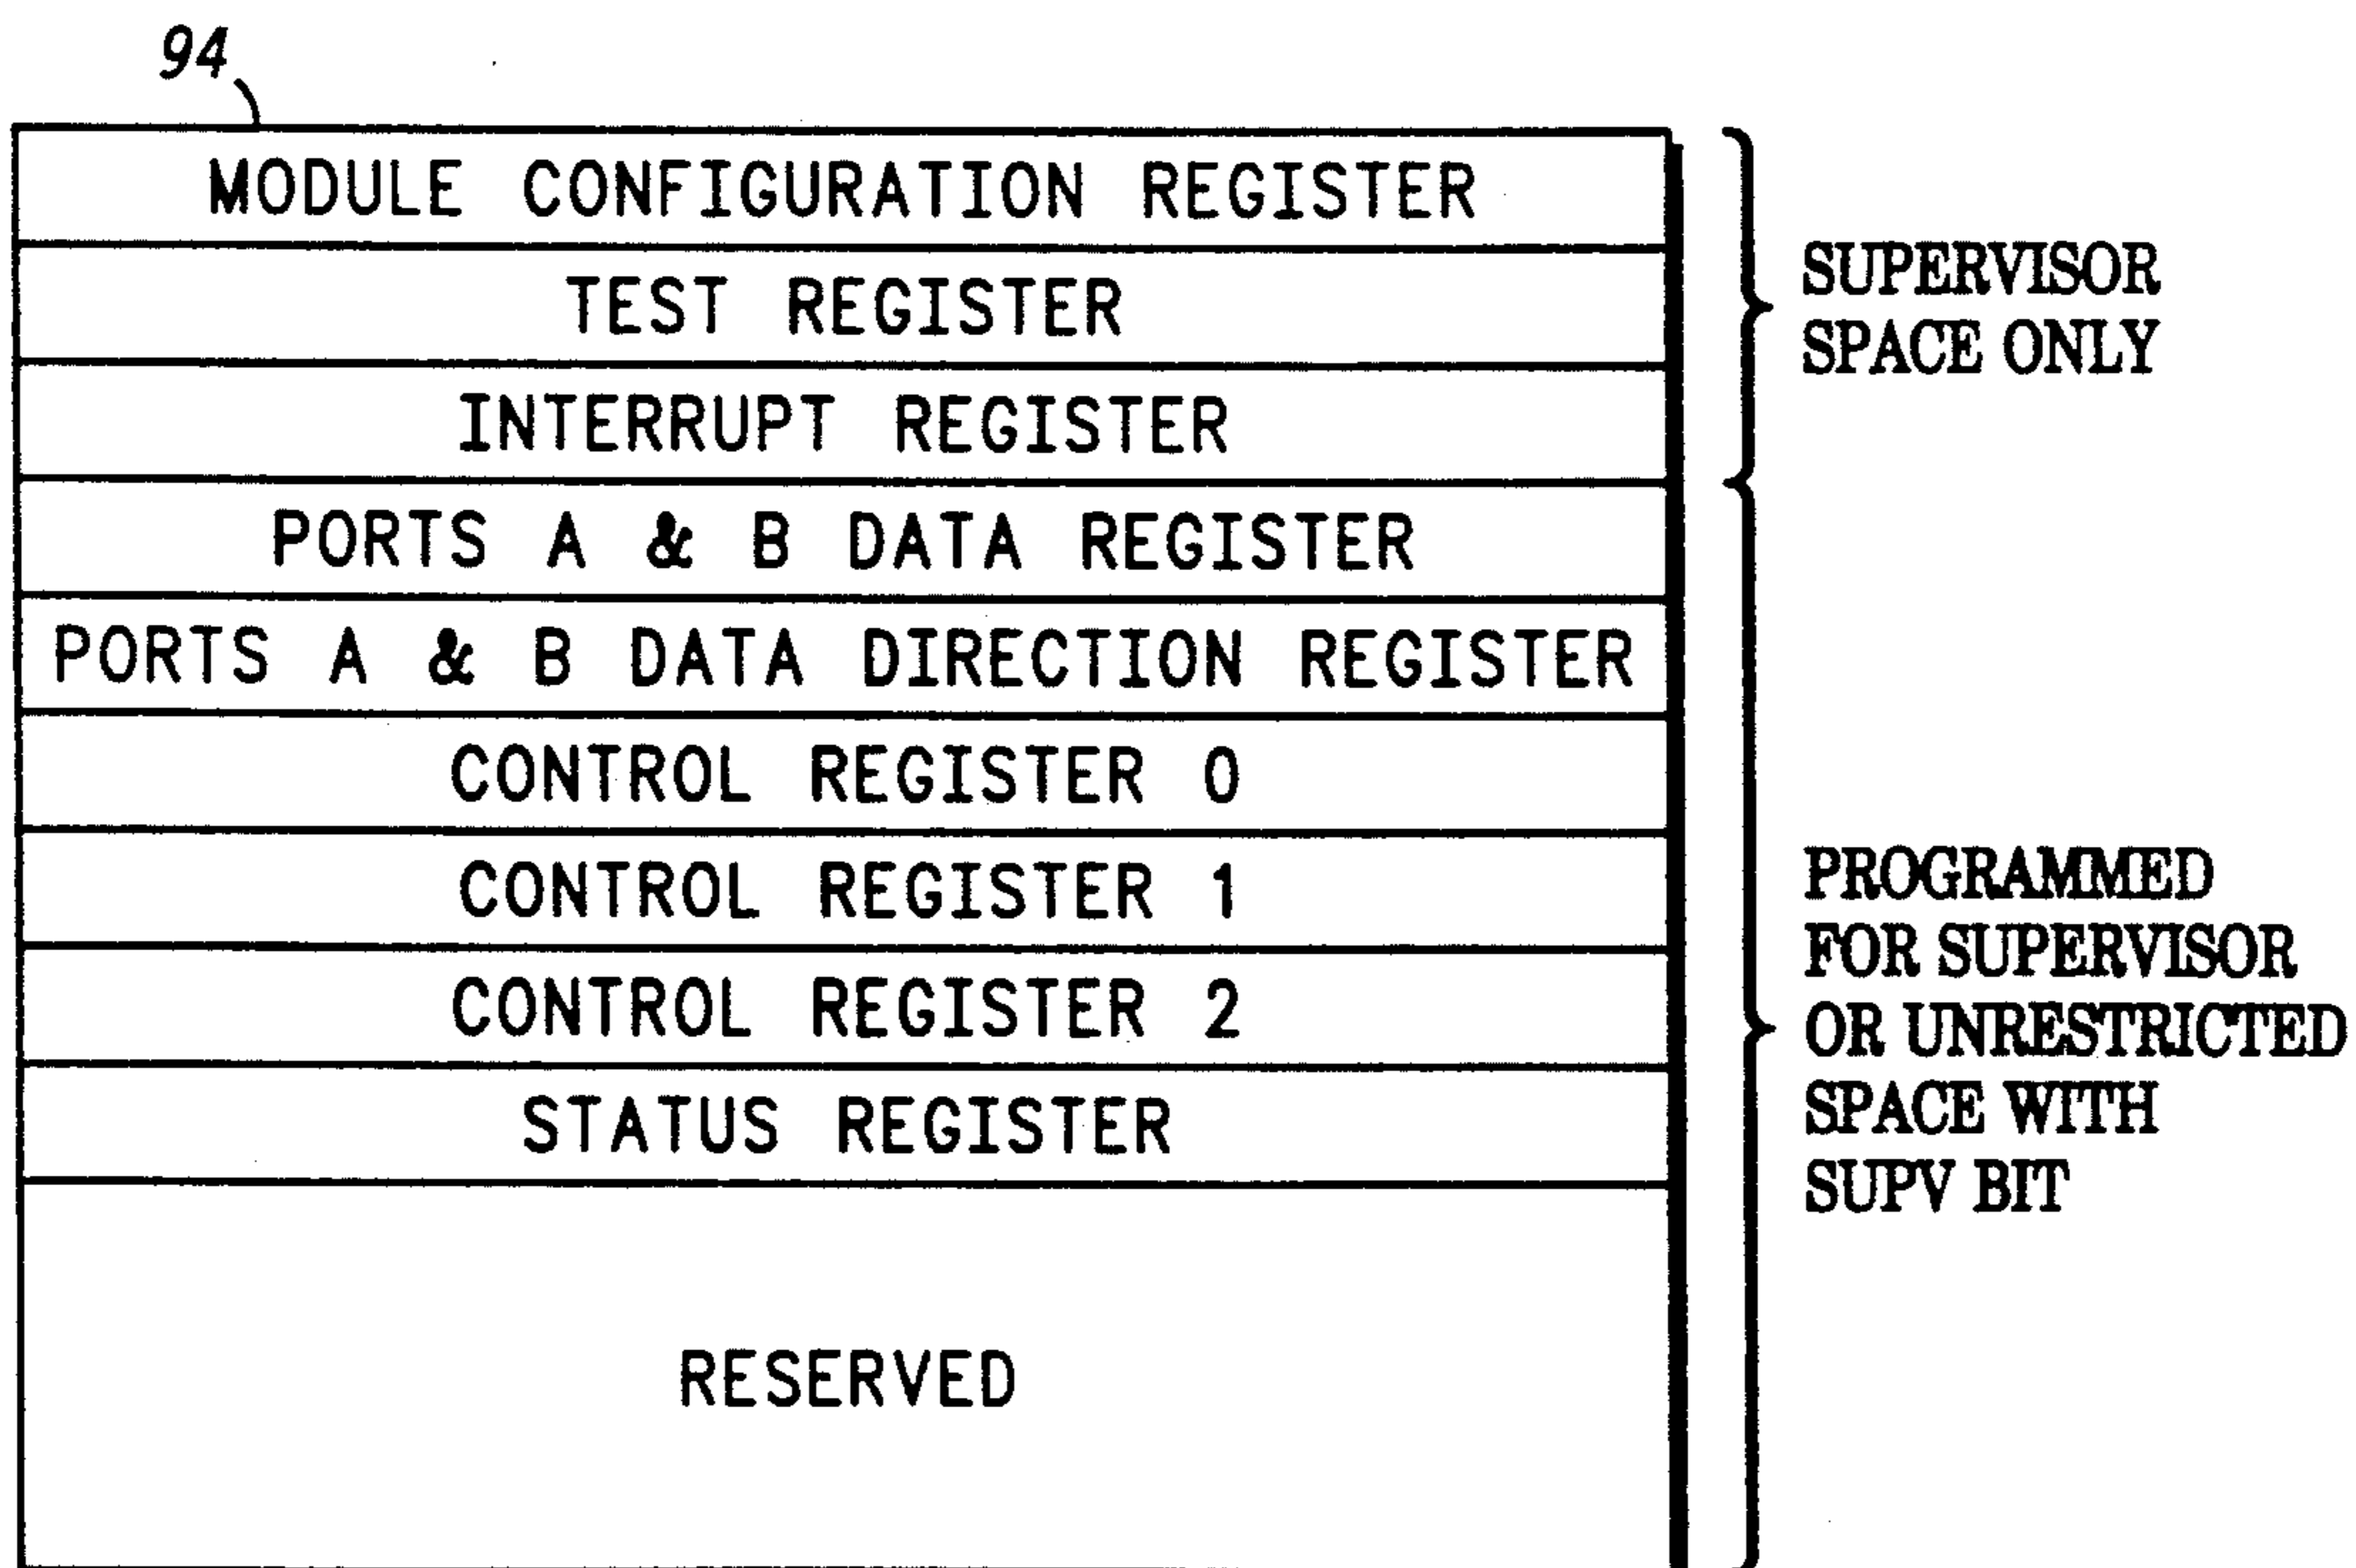 94
MODULE CONFIGURATION REGISTER
TEST REGISTER
INTERRUPT REGISTER
PORTS A & B DATA REGISTER
PORTS A & B DATA DIRECTION REGISTER
CONTROL REGISTER 0
CONTROL REGISTER 1
CONTROL REGISTER 2
STATUS REGISTER
RESERVED
SUPERVISOR
SPACE ONLY
PROGRAMMED
FOR SUPERVISOR
OR UNRESTRICTED
SPACE WITH
SUPV BIT